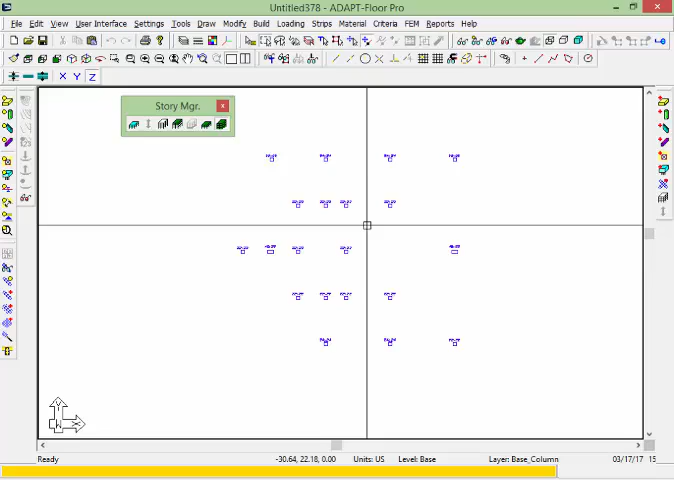 Untitled378 - ADAPT-Floor Pro
File Edit View User Interface Settings Tools Draw Modify Build Loading Strips Material Criteria FEM Reports Help
X Y Z
Story Mgr.
Y
W X
Ready
-30.64, 22.18, 0.00 Units: US Level: Base Layer: Base_Column 03/17/17 15